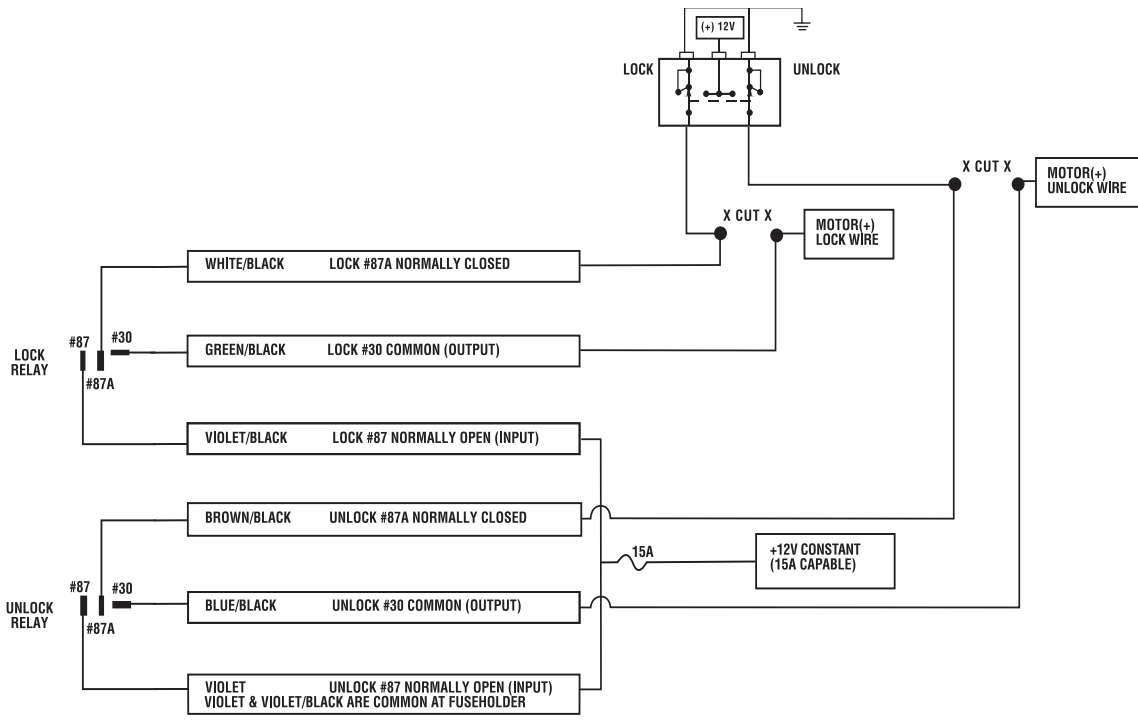 (+) 12V
LOCK
UNLOCK
X CUT X
MOTOR(+)
UNLOCK WIRE
X CUT X
MOTOR(+)
LOCK WIRE
WHITE/BLACK LOCK #87A NORMALLY CLOSED
#87
#30
LOCK
RELAY
#87A
GREEN/BLACK LOCK #30 COMMON (OUTPUT)
VIOLET/BLACK LOCK #87 NORMALLY OPEN (INPUT)
BROWN/BLACK UNLOCK #87A NORMALLY CLOSED
15A
+12V CONSTANT
(15A CAPABLE)
#87
#30
UNLOCK
RELAY
#87A
BLUE/BLACK UNLOCK #30 COMMON (OUTPUT)
VIOLET UNLOCK #87 NORMALLY OPEN (INPUT)
VIOLET & VIOLET/BLACK ARE COMMON AT FUSEHOLDER